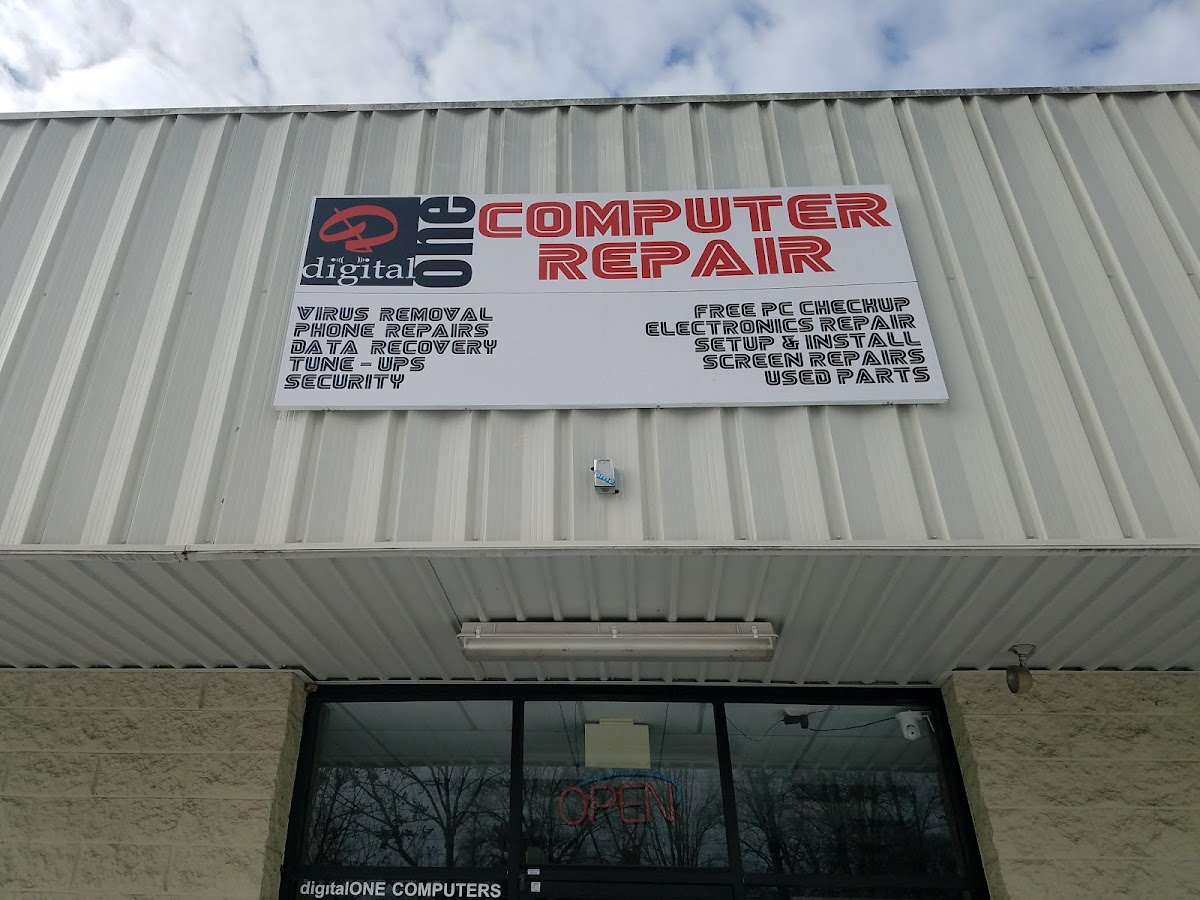 digital one
COMPUTER
REPAIR
VIRUS REMOVAL
PHONE REPAIRS
DATA RECOVERY
TUNE - UPS
SECURITY
FREE PC CHECKUP
ELECTRONICS REPAIR
SETUP & INSTALL
SCREEN REPAIRS
USED PARTS
OPEN
digitalONE COMPUTERS